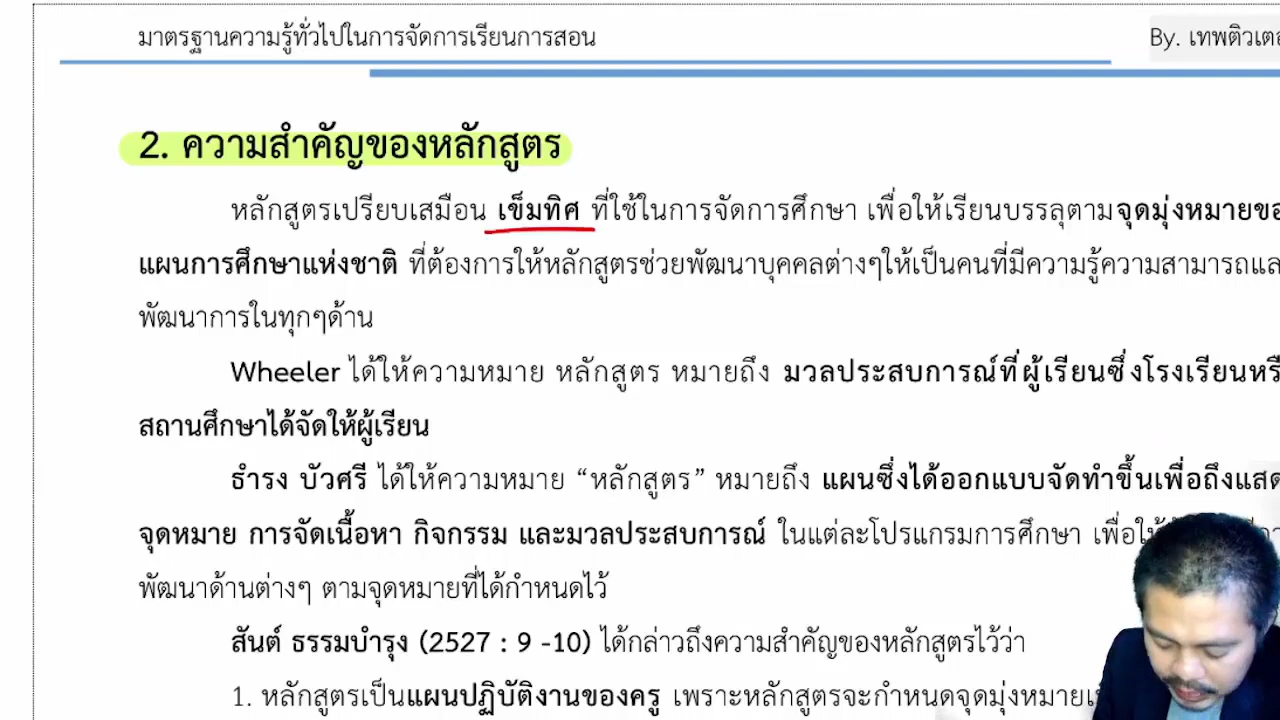 มาตรฐานความรู้ทั่วไปในการจัดการเรียนการสอน
By. เทพติวเตอ
2. ความสำคัญของหลักสูตร
หลักสูตรเปรียบเสมือน เข็มทิศ ที่ใช้ในการจัดการศึกษา เพื่อให้เรียนบรรลุตามจุดมุ่งหมายขอ
แผนการศึกษาแห่งชาติ ที่ต้องการให้หลักสูตรช่วยพัฒนาบุคคลต่างๆให้เป็นคนที่มีความรู้ความสามารถแล
พัฒนาการในทุกๆด้าน
Wheeler ได้ให้ความหมาย หลักสูตร หมายถึง มวลประสบการณ์ที่ผู้เรียนซึ่งโรงเรียนหรื
สถานศึกษาได้จัดให้ผู้เรียน
ธำรง บัวศรี ได้ให้ความหมาย “หลักสูตร” หมายถึง แผนซึ่งได้ออกแบบจัดทำขึ้นเพื่อถึงแสด
จุดหมาย การจัดเนื้อหา กิจกรรม และมวลประสบการณ์ ในแต่ละโปรแกรมการศึกษา
พัฒนาด้านต่างๆ ตามจุดหมายที่ได้กำหนดไว้
สันต์ ธรรมบำรุง (2527 : 9 -10) ได้กล่าวถึงความสำคัญของหลักสูตรไว้ว่า
1. หลักสูตรเป็นแผนปฏิบัติงานของครู เพราะหลักสูตรจะกำหนดจุดมุ่งหมาย